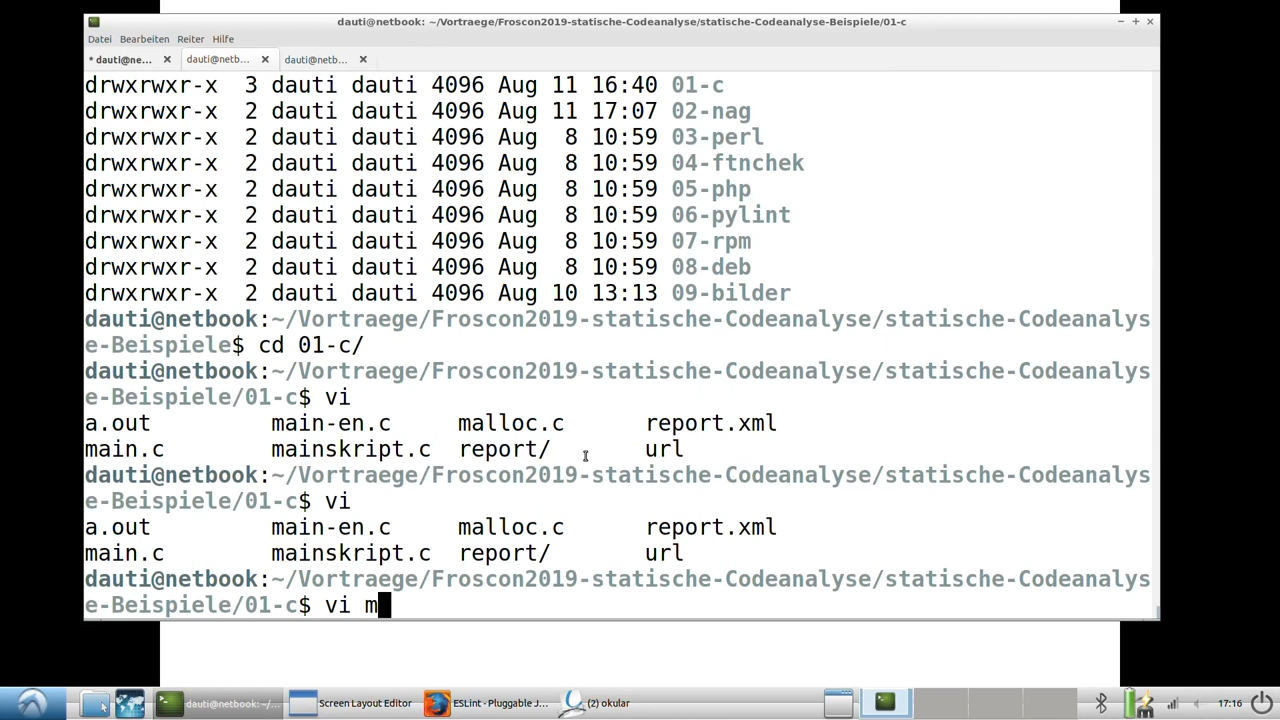 dauti@netbook: ~/Vortraege/Froscon2019-statische-Codeanalyse/statische-Codeanalyse-Beispiele/01-c
Datei Bearbeiten Reiter Hilfe
* dauti@ne... dauti@netb... dauti@netb...
drwxrwxr-x 3 dauti dauti 4096 Aug 11 16:40 01-c
drwxrwxr-x 2 dauti dauti 4096 Aug 11 17:07 02-nag
drwxrwxr-x 2 dauti dauti 4096 Aug 8 10:59 03-perl
drwxrwxr-x 2 dauti dauti 4096 Aug 8 10:59 04-ftnchek
drwxrwxr-x 2 dauti dauti 4096 Aug 8 10:59 05-php
drwxrwxr-x 2 dauti dauti 4096 Aug 8 10:59 06-pylint
drwxrwxr-x 2 dauti dauti 4096 Aug 8 10:59 07-rpm
drwxrwxr-x 2 dauti dauti 4096 Aug 8 10:59 08-deb
drwxrwxr-x 2 dauti dauti 4096 Aug 10 13:13 09-bilder
dauti@netbook:~/Vortraege/Froscon2019-statische-Codeanalyse/statische-Codeanalys
e-Beispiele$ cd 01-c/
dauti@netbook:~/Vortraege/Froscon2019-statische-Codeanalyse/statische-Codeanalys
e-Beispiele/01-c$ vi
a.out main-en.c malloc.c report.xml
main.c mainskript.c report/ url
dauti@netbook:~/Vortraege/Froscon2019-statische-Codeanalyse/statische-Codeanalys
e-Beispiele/01-c$ vi
a.out main-en.c malloc.c report.xml
main.c mainskript.c report/ url
dauti@netbook:~/Vortraege/Froscon2019-statische-Codeanalyse/statische-Codeanalys
e-Beispiele/01-c$ vi m
dauti@netbook: ~/... Screen Layout Editor ESLint - Pluggable J... (2) okular 17:16